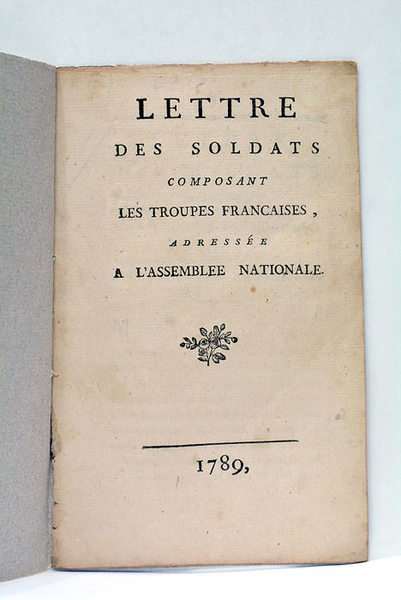 LETTRE
DES SOLDATS
COMPOSANT
LES TROUPES FRANCAISES,
ADRESSÉE
A L'ASSEMBLEE NATIONALE.
1789,